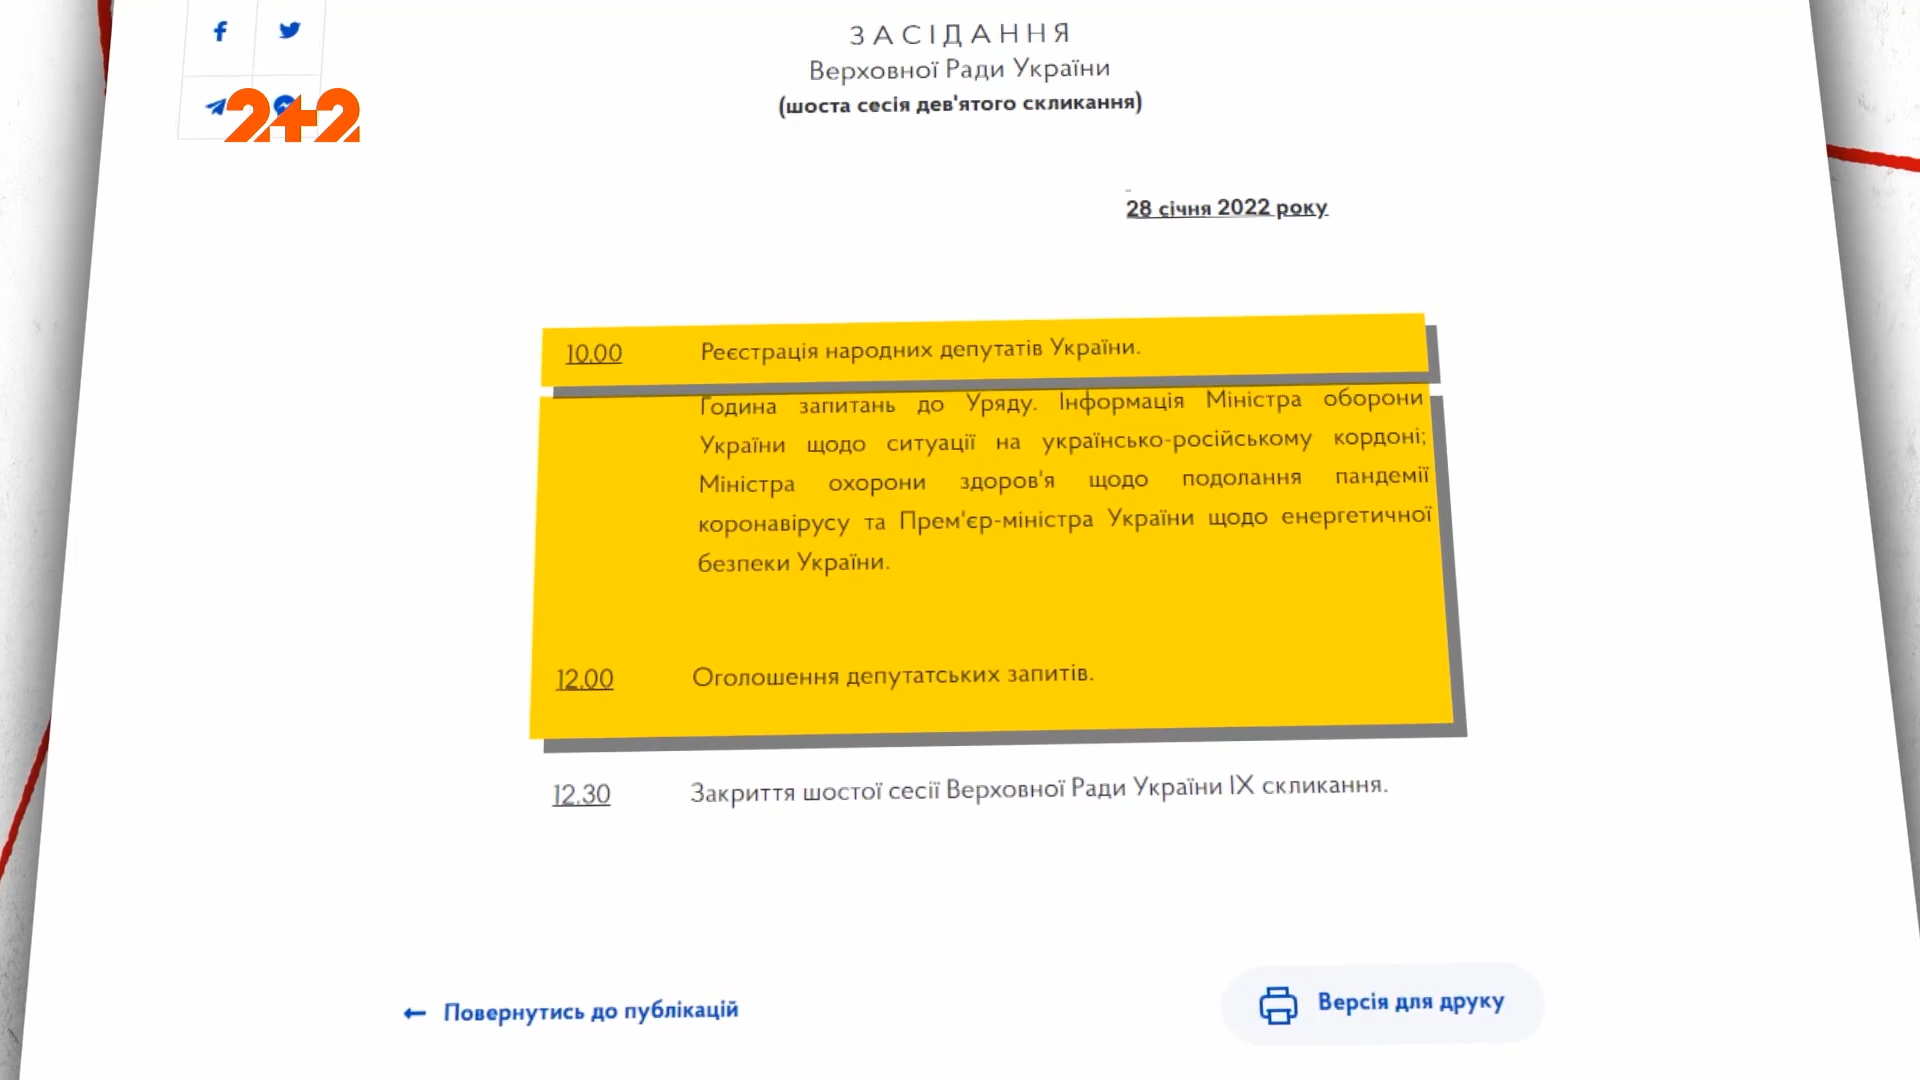 ЗАСІДАННЯ
Верховної Ради України
(шоста сесія дев'ятого скликання)
2+2
28 січня 2022 року
10.00 Реєстрація народних депутатів України.
Година запитань до Уряду. Інформація Міністра оборони
України щодо ситуації на українсько-російському кордоні;
Міністра охорони здоров'я щодо подолання пандемії
коронавірусу та Прем'єр-міністра України щодо енергетичної
безпеки України.
12.00 Оголошення депутатських запитів.
12.30 Закриття шостої сесії Верховної Ради України IX скликання.
Повернутись до публікацій
Версія для друку